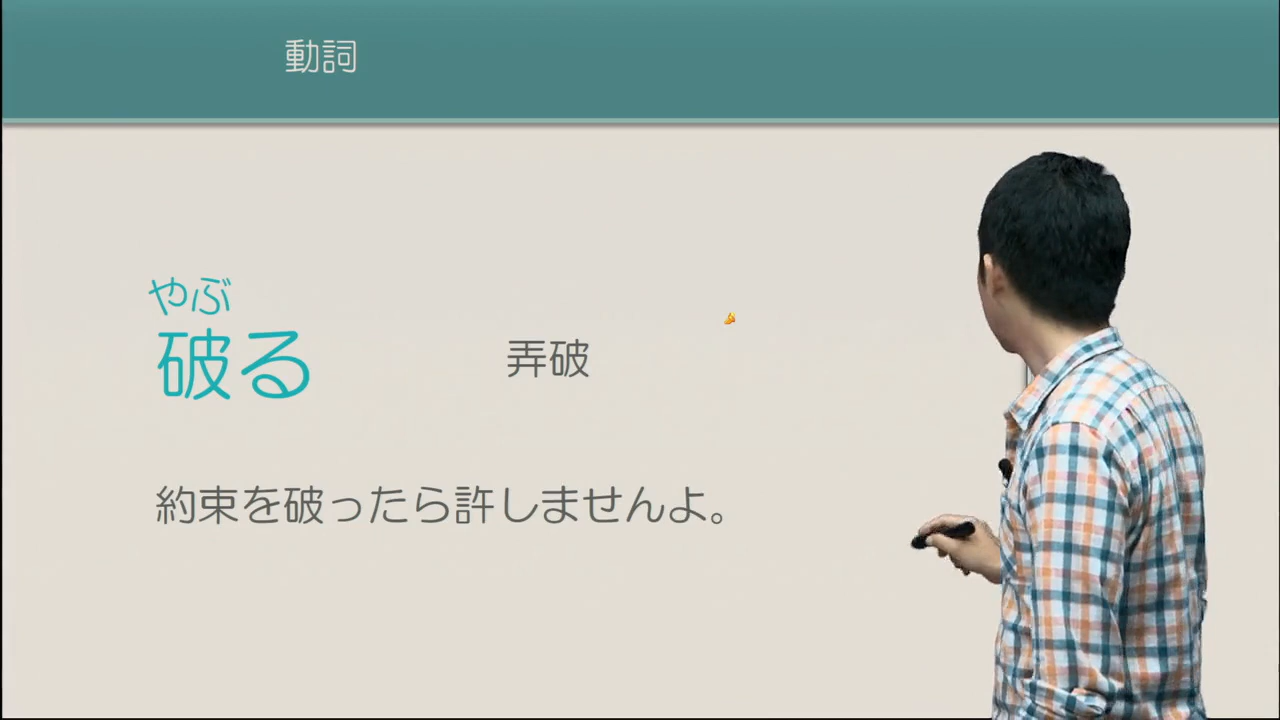 動詞
やぶ
破る
弄破
約束を破ったら許しませんよ。